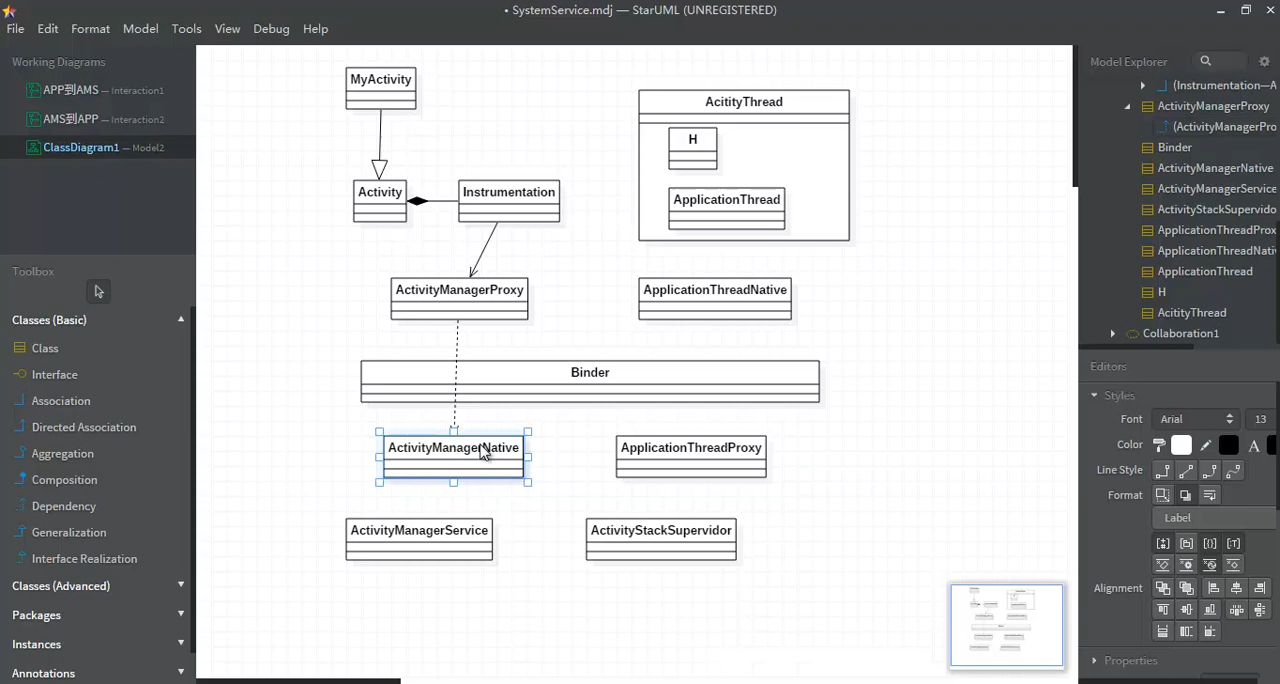 • SystemService.mdj — StarUML (UNREGISTERED)
File Edit Format Model Tools View Debug Help
Working Diagrams
APP到AMS — Interaction1
AMS到APP — Interaction2
ClassDiagram1 — Model2
Toolbox
Classes (Basic)
Class
Interface
Association
Directed Association
Aggregation
Composition
Dependency
Generalization
Interface Realization
Classes (Advanced)
Packages
Instances
Annotations
MyActivity
Activity
Instrumentation
ActivityManagerProxy
AcitityThread
H
ApplicationThread
ApplicationThreadNative
Binder
ActivityManagerNative
ApplicationThreadProxy
ActivityManagerService
ActivityStackSupervidor
Model Explorer
(Instrumentation—A
ActivityManagerProxy
(ActivityManagerPro
Binder
ActivityManagerNative
ActivityManagerService
ActivityStackSupervido
ApplicationThreadProx
ApplicationThreadNati
ApplicationThread
H
AcitityThread
Collaboration1
Editors
Styles
Font Arial 13
Color A
Line Style
Format
Label
Alignment
Properties